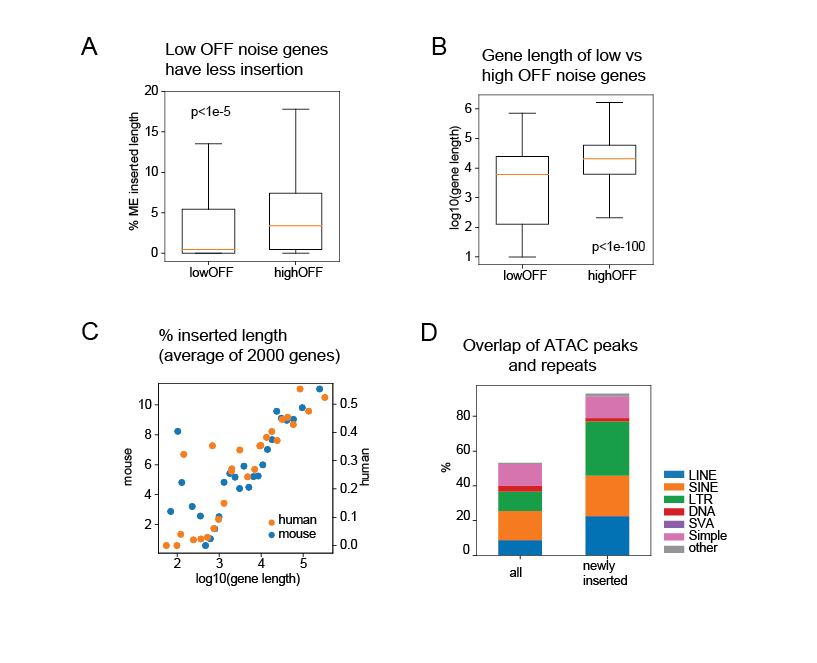 A
Low OFF noise genes
have less insertion
% ME inserted length
20
15
10
5
0
p<1e-5
lowOFF
highOFF
B
Gene length of low vs
high OFF noise genes
log10(gene length)
6
5
4
3
2
1
p<1e-100
lowOFF
highOFF
C
% inserted length
(average of 2000 genes)
mouse
10
8
6
4
2
human
0.5
0.4
0.3
0.2
0.1
0.0
human
mouse
2
3
4
5
log10(gene length)
D
Overlap of ATAC peaks
and repeats
%
80
60
40
20
0
all
newly
inserted
LINE
SINE
LTR
DNA
SVA
Simple
other